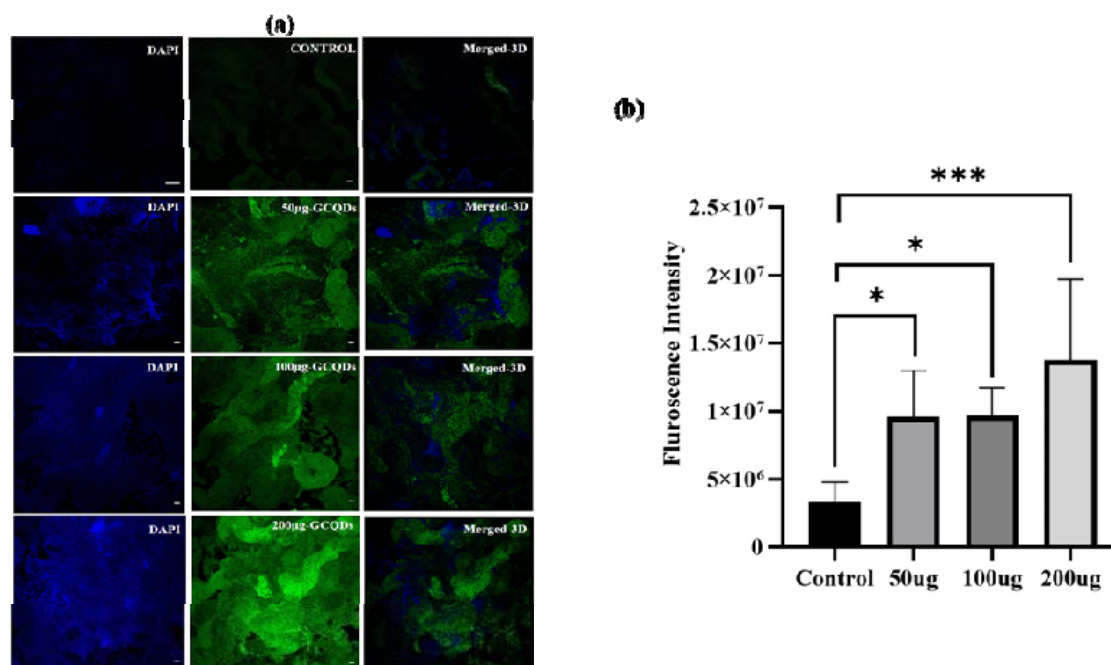 (a)
DAPI CONTROL Merged-3D
DAPI 50µg-GCQDs Merged-3D
DAPI 100µg-GCQDs Merged-3D
DAPI 200µg-GCQDs Merged-3D
(b)
***
*
*
2.5×10⁷
2×10⁷
1.5×10⁷
1×10⁷
5×10⁶
0
Fluroscence Intensity
Control 50ug 100ug 200ug